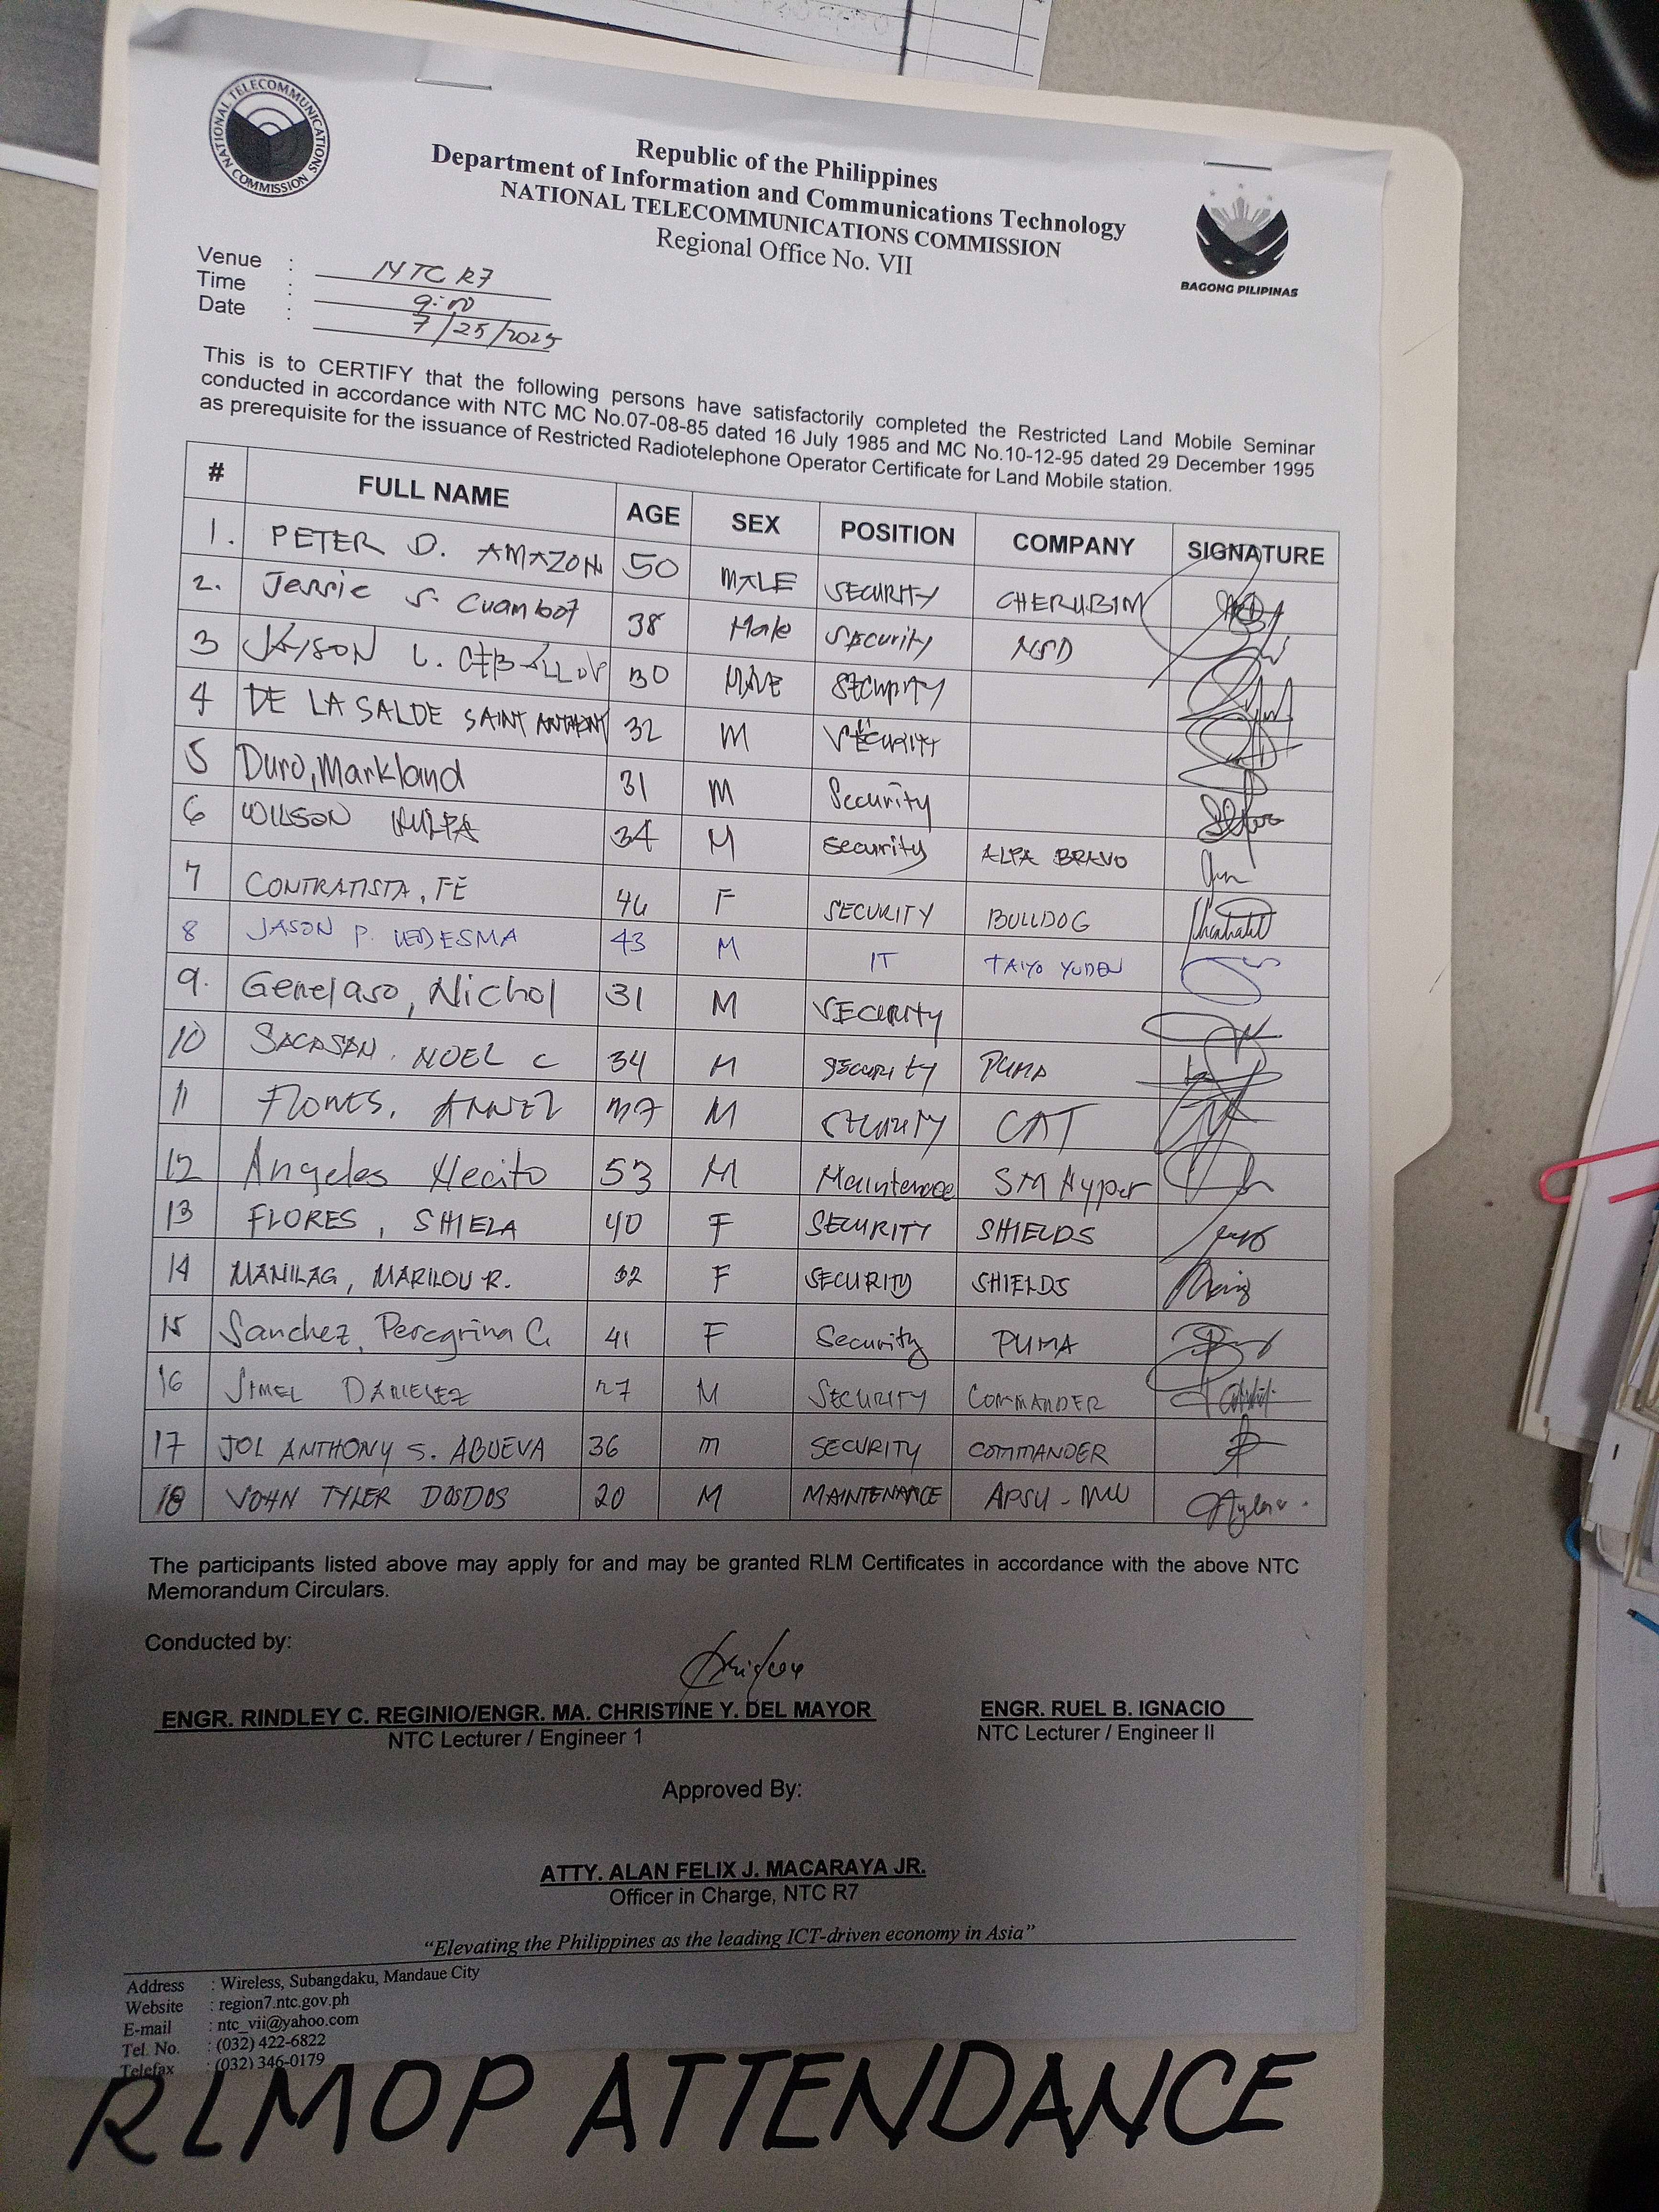 NATIONAL TELECOMMUNICATIONS COMMISSION
Republic of the Philippines
Department of Information and Communications Technology
NATIONAL TELECOMMUNICATIONS COMMISSION
Regional Office No. VII
BAGONG PILIPINAS
Venue : NTC R7
Time : 9:00
Date : 7/25/2025
This is to CERTIFY that the following persons have satisfactorily completed the Restricted Land Mobile Seminar
conducted in accordance with NTC MC No.07-08-85 dated 16 July 1985 and MC No.10-12-95 dated 29 December 1995
as prerequisite for the issuance of Restricted Radiotelephone Operator Certificate for Land Mobile station.
# FULL NAME AGE SEX POSITION COMPANY SIGNATURE
1. PETER D. AMAZON 50 MALE SECURITY CHERUBIM
2. Jessie S. Cuambot 38 Male Security NSD
3 JAYSON L. CEBALLOS 30 MALE SECURITY
4 DE LA SALDE SAINT ANTHONY 32 M SECURITY
5 Duro, Markland 31 M Security
6 WILSON 34 M Security ALPA BRAVO
7 CONTRATISTA, FE 46 F SECURITY BULLDOG
8 JASON P. LEDESMA 43 M IT TAIYO YUDEN
9. Genelaso, Nichol 31 M SECURITY
10 SACASAN, NOEL C 34 M SECURITY PUMA
11 FLORES, 37 M SECURITY CAT
12 Angeles Hecito 53 M Maintenace SM Hyper
13 FLORES, SHIELA 40 F SECURITY SHIELDS
14 MANILAG, MARILOU R. 32 F SECURITY SHIELDS
15 Sanchez, Peregrina C. 41 F Security PUMA
16 JIMEL DANIELEZ 27 M SECURITY COMMANDER
17 JOL ANTHONY S. ABUEVA 36 m SECURITY COMMANDER
18 VOHN TYLER DOSDOS 20 M MAINTENANCE
The participants listed above may apply for and may be granted RLM Certificates in accordance with the above NTC
Memorandum Circulars.
Conducted by:
ENGR. RINDLEY C. REGINIO/ENGR. MA. CHRISTINE Y. DEL MAYOR ENGR. RUEL B. IGNACIO
NTC Lecturer / Engineer 1 NTC Lecturer / Engineer II
Approved By:
ATTY. ALAN FELIX J. MACARAYA JR.
Officer in Charge, NTC R7
“Elevating the Philippines as the leading ICT-driven economy in Asia”
Address : Wireless, Subangdaku, Mandaue City
Website : region7.ntc.gov.ph
E-mail : ntc_vii@yahoo.com
Tel. No. : (032) 422-6822
Telefax : (032) 346-0179
RLMOP ATTENDANCE